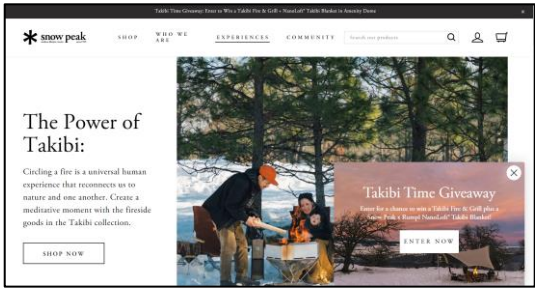 Takibi Time Giveaway: Enter to Win a Takibi Fire & Grill + NanoLoft® Takibi Blanket in Amenity Dome
snow peak
SHOP
WHO WE
ARE
EXPERIENCES
COMMUNITY
Search our products
The Power of
Takibi:
Circling a fire is a universal human
experience that reconnects us to
nature and one another. Create a
meditative moment with the fireside
goods in the Takibi collection.
SHOP NOW
Takibi Time Giveaway
Enter for a chance to win a Takibi Fire & Grill plus a
Snow Peak x Rumpl NanoLoft® Takibi Blanket!
ENTER NOW